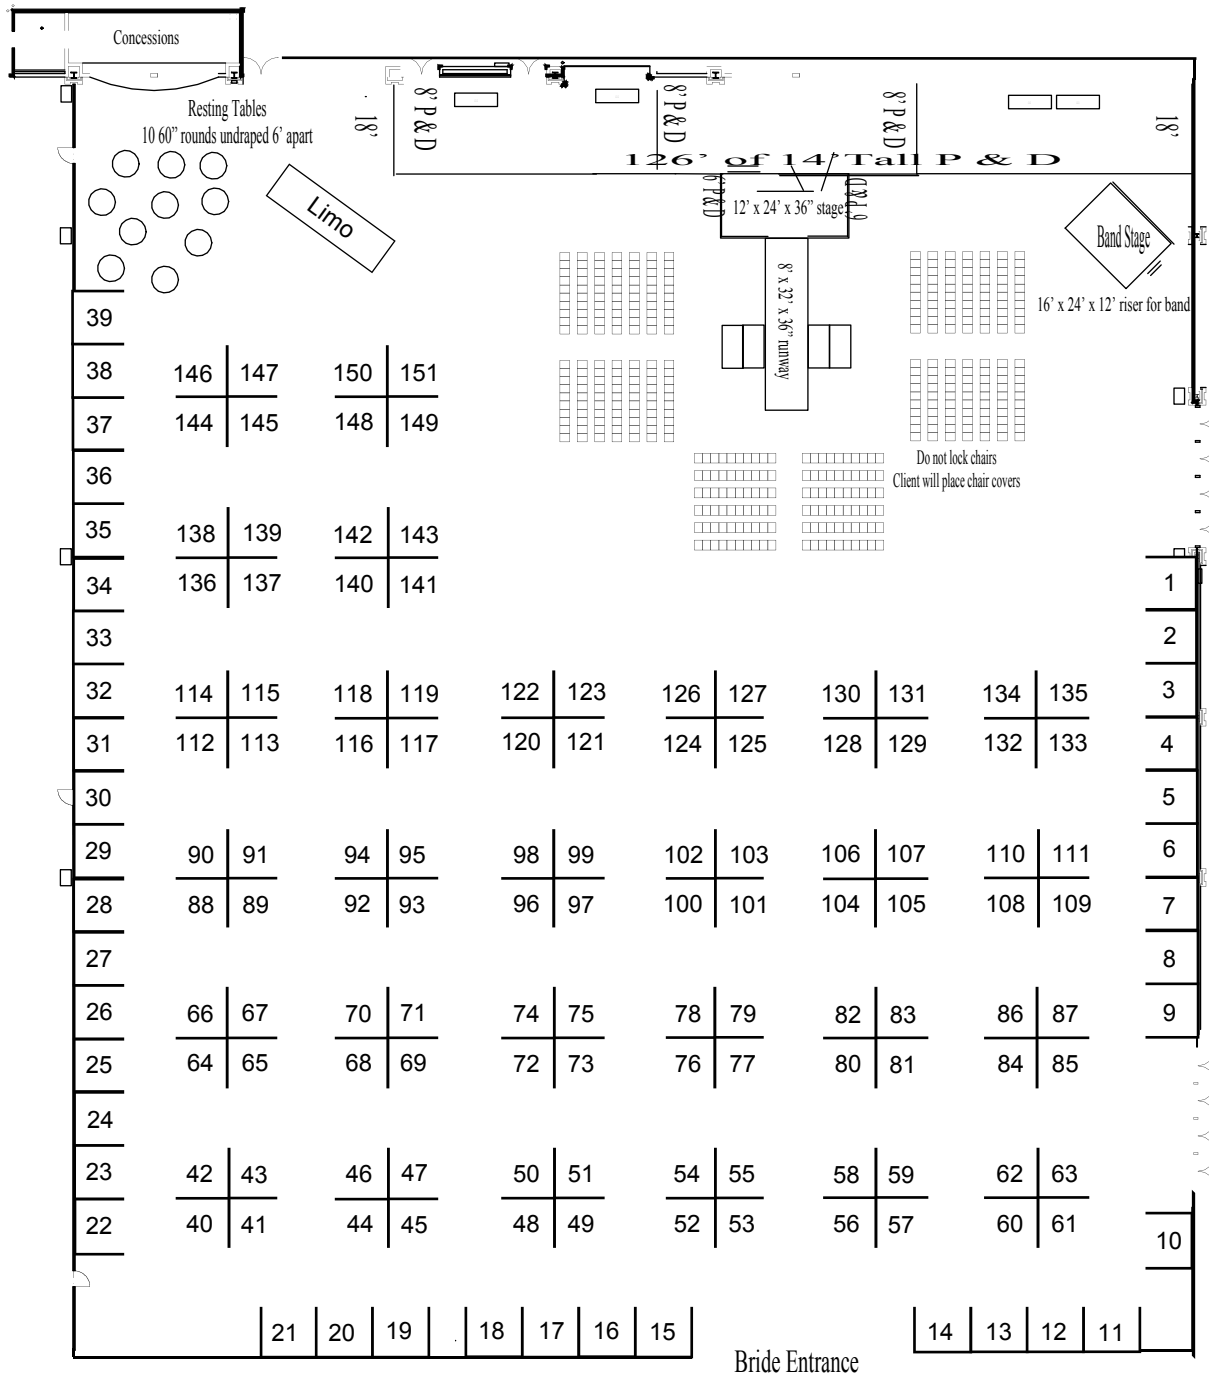 Concessions
Resting Tables
10 60” rounds undraped 6’ apart
18’
8’ P & D
8’ P & D
8’ P & D
18’
126’ of 14’ Tall P & D
6’ P & D
12’ x 24’ x 36” stage
6’ P & D
Limo
Band Stage
16’ x 24’ x 12’ riser for band
8’ x 32’ x 36” runway
39
38 146 147 150 151
37 144 145 148 149
Do not lock chairs
Client will place chair covers
36
35 138 139 142 143
34 136 137 140 141 1
33 2
32 114 115 118 119 122 123 126 127 130 131 134 135 3
31 112 113 116 117 120 121 124 125 128 129 132 133 4
30 5
29 90 91 94 95 98 99 102 103 106 107 110 111 6
28 88 89 92 93 96 97 100 101 104 105 108 109 7
27 8
26 66 67 70 71 74 75 78 79 82 83 86 87 9
25 64 65 68 69 72 73 76 77 80 81 84 85
24
23 42 43 46 47 50 51 54 55 58 59 62 63
22 40 41 44 45 48 49 52 53 56 57 60 61
10
21 20 19 18 17 16 15 14 13 12 11
Bride Entrance